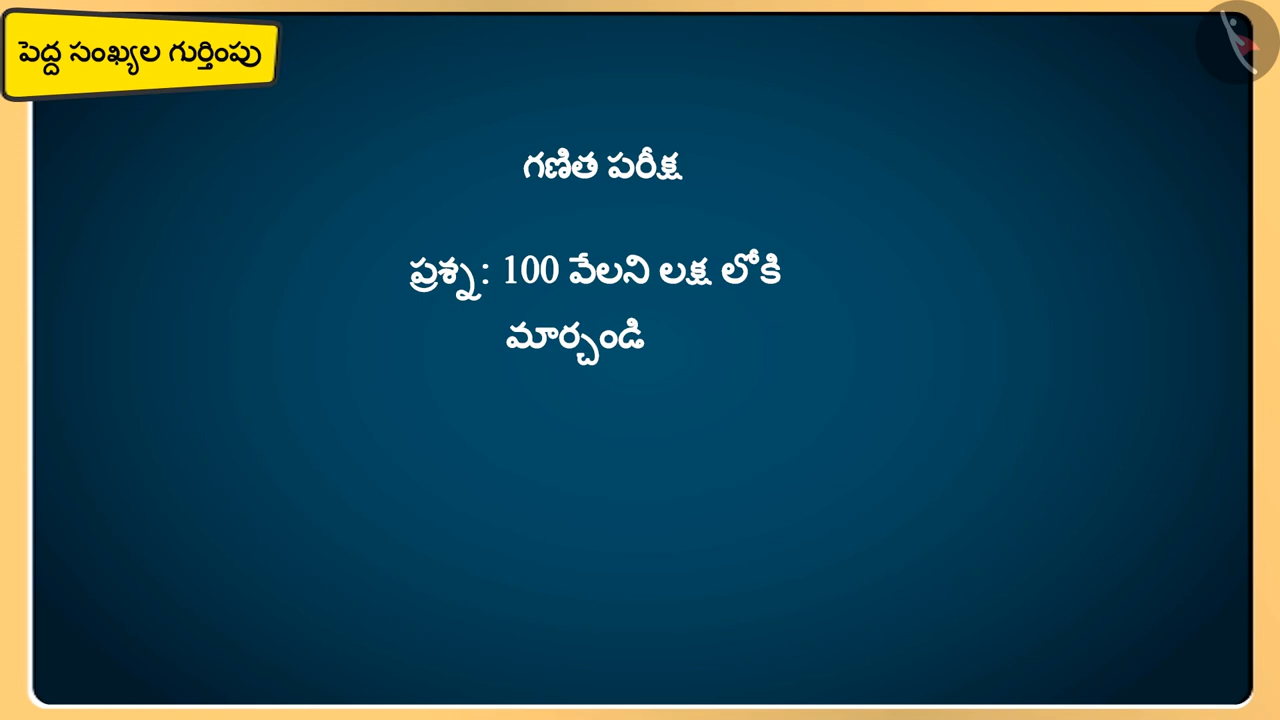 పెద్ద సంఖ్యల గుర్తింపు
గణిత పరీక్ష
ప్రశ్న: 100 వేలని లక్ష లోకి
మార్చండి